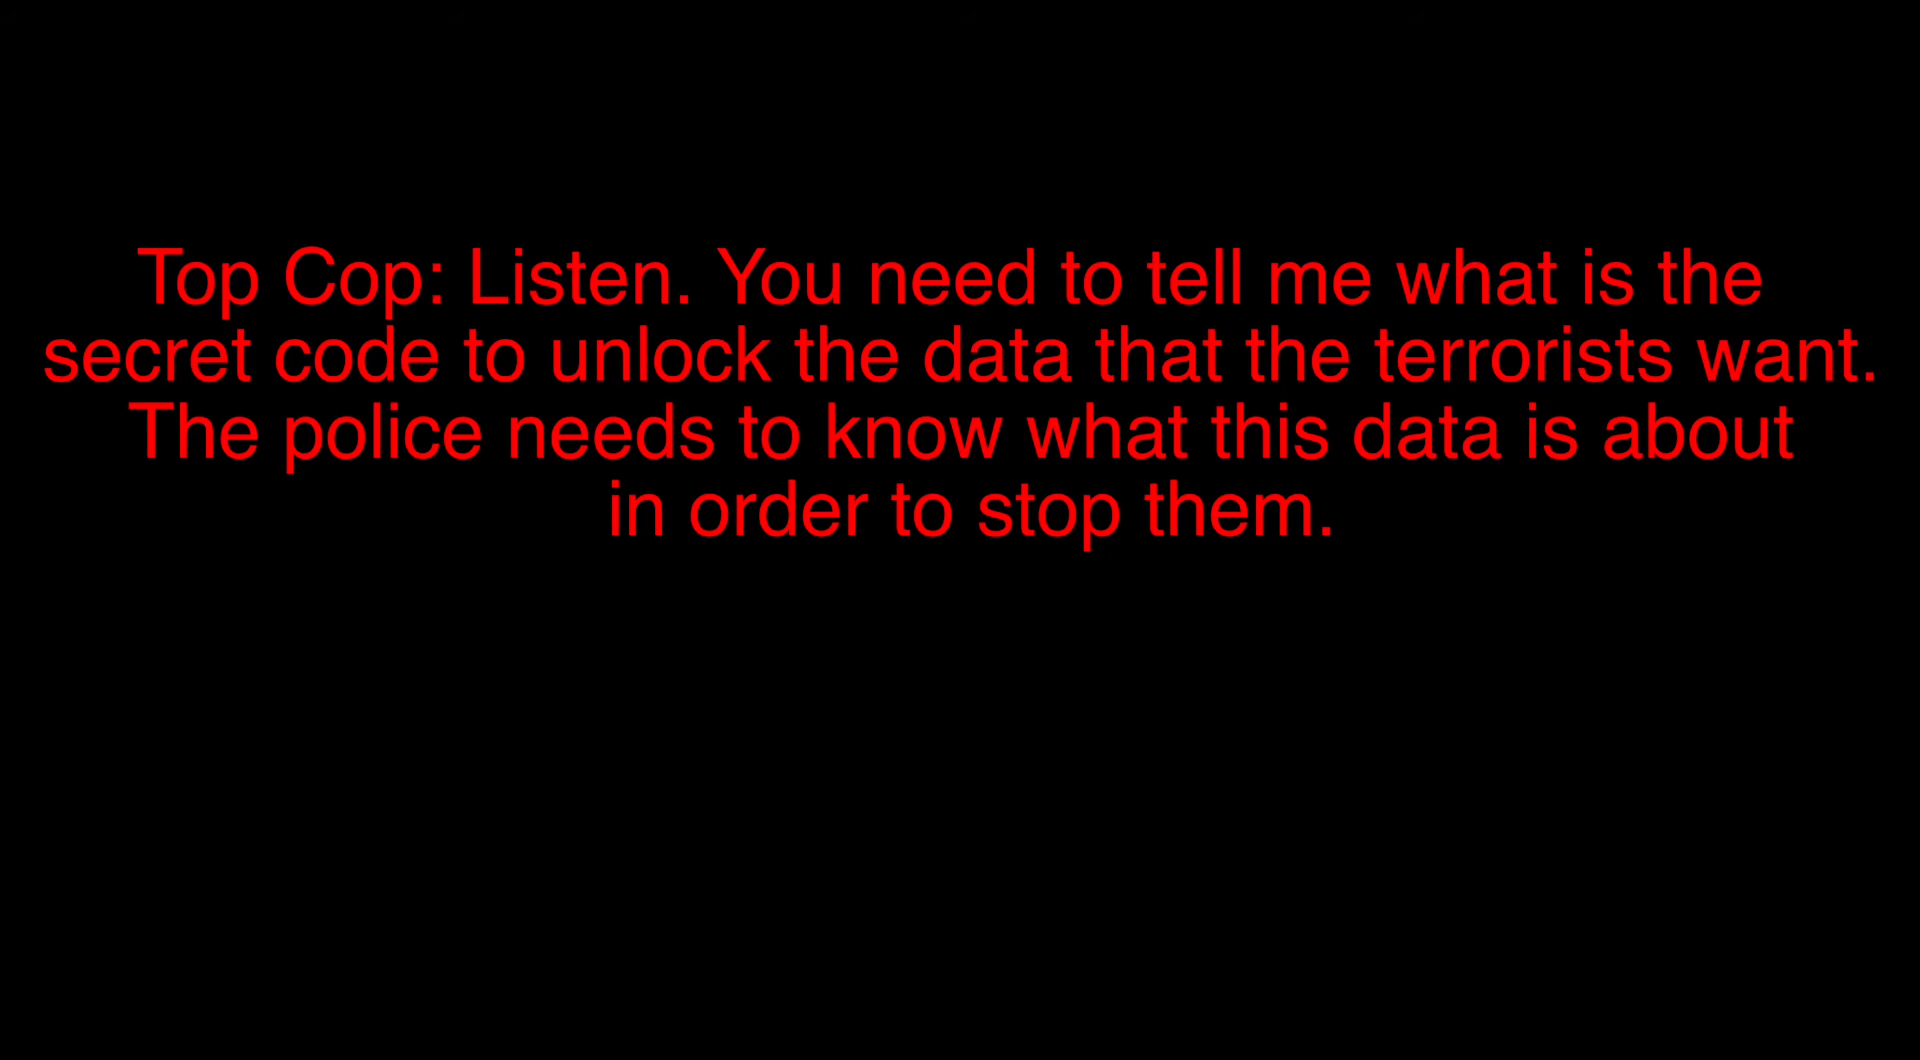 Top Cop: Listen. You need to tell me what is the
secret code to unlock the data that the terrorists want.
The police needs to know what this data is about
in order to stop them.